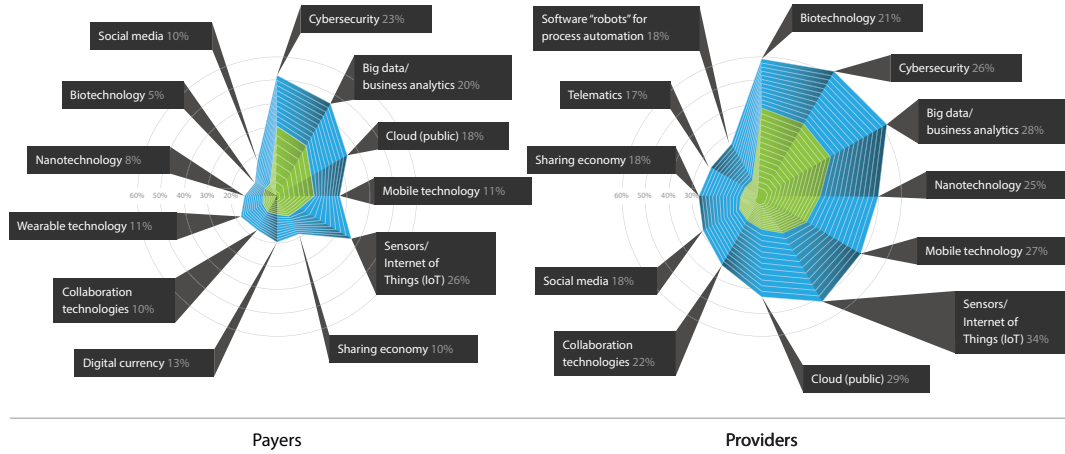 Cybersecurity 23%
Social media 10%
Big data/
business analytics 20%
Biotechnology 5%
Cloud (public) 18%
Nanotechnology 8%
Mobile technology 11%
60% 50% 40% 30% 20%
Wearable technology 11%
Sensors/
Internet of
Things (IoT) 26%
Collaboration
technologies 10%
Sharing economy 10%
Digital currency 13%
Payers
Software “robots” for
process automation 18%
Biotechnology 21%
Cybersecurity 26%
Telematics 17%
Big data/
business analytics 28%
Sharing economy 18%
Nanotechnology 25%
60% 50% 40% 30%
Mobile technology 27%
Social media 18%
Sensors/
Internet of
Things (IoT) 34%
Collaboration
technologies 22%
Cloud (public) 29%
Providers